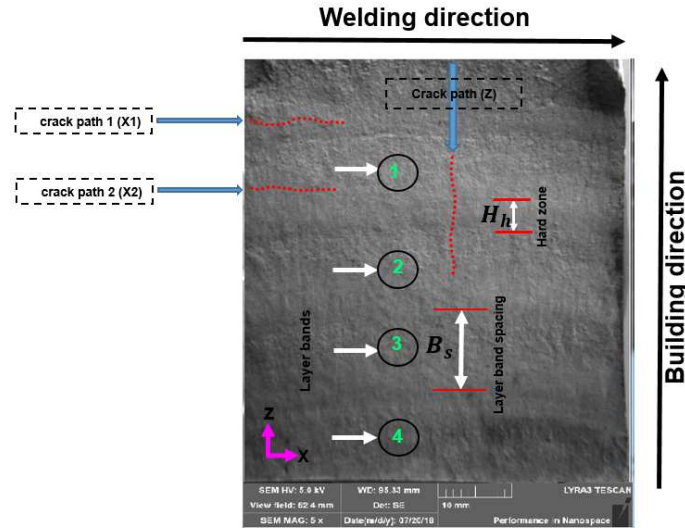 Welding direction
Crack path (Z)
crack path 1 (X1)
crack path 2 (X2)
1
H_h
Hard zone
2
Building direction
Layer bands
3
B_s
Layer band spacing
4
Z
X
SEM HV: 5.0 kV WD: 95.33 mm LYRA3 TESCAN
View field: 62.4 mm Det: SE 10 mm
SEM MAG: 5 x Date(m/d/y): 07/20/18 Performance in Nanospace